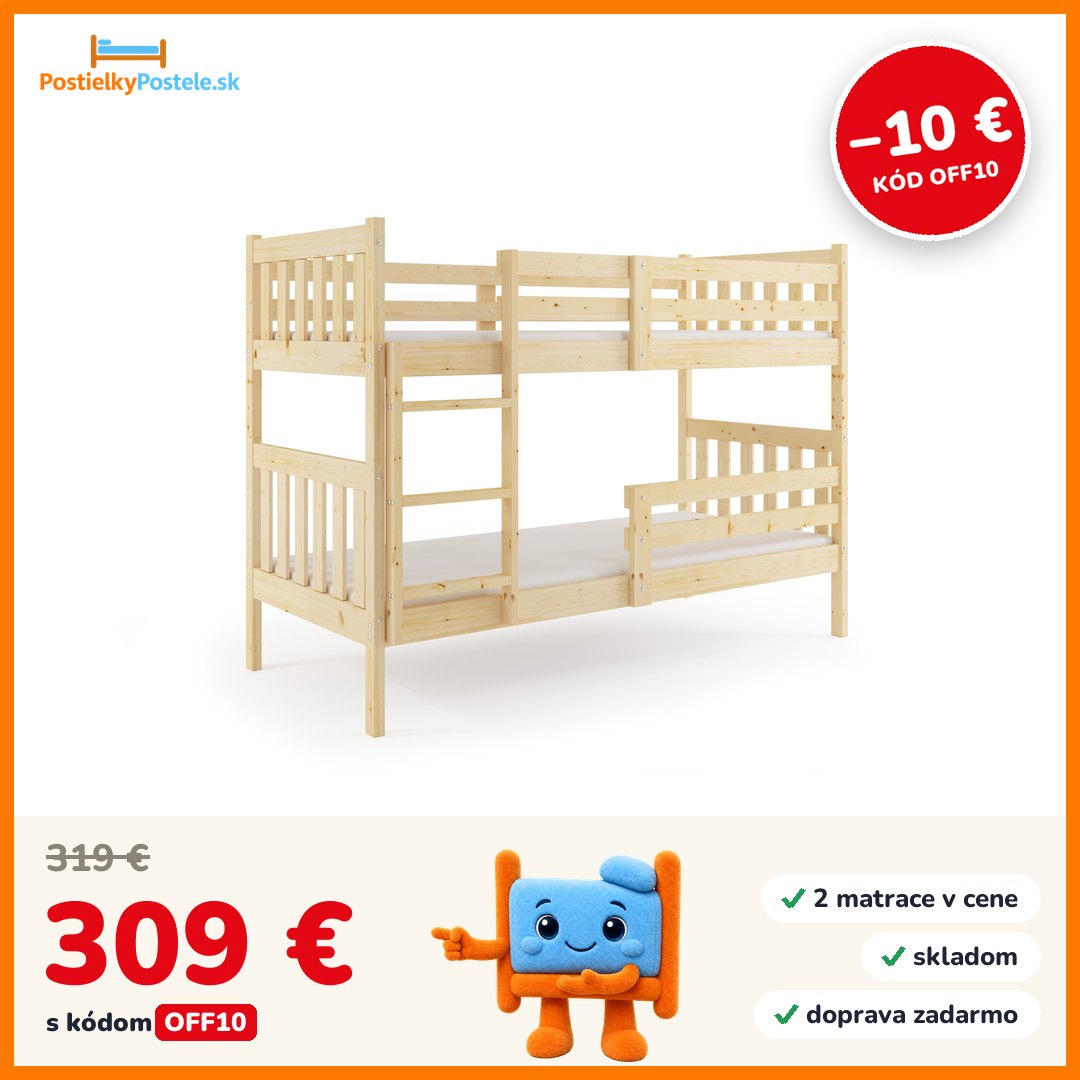 PostielkyPostele.sk
–10 €
KÓD OFF10
319 €
309 €
s kódom OFF10
2 matrace v cene
skladom
doprava zadarmo